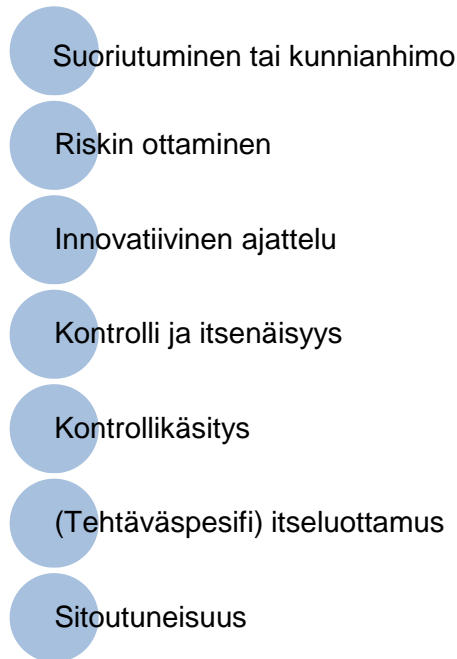 Suoriutuminen tai kunnianhimo
Riskin ottaminen
Innovatiivinen ajattelu
Kontrolli ja itsenäisyys
Kontrollikäsitys
(Tehtäväspesifi) itseluottamus
Sitoutuneisuus